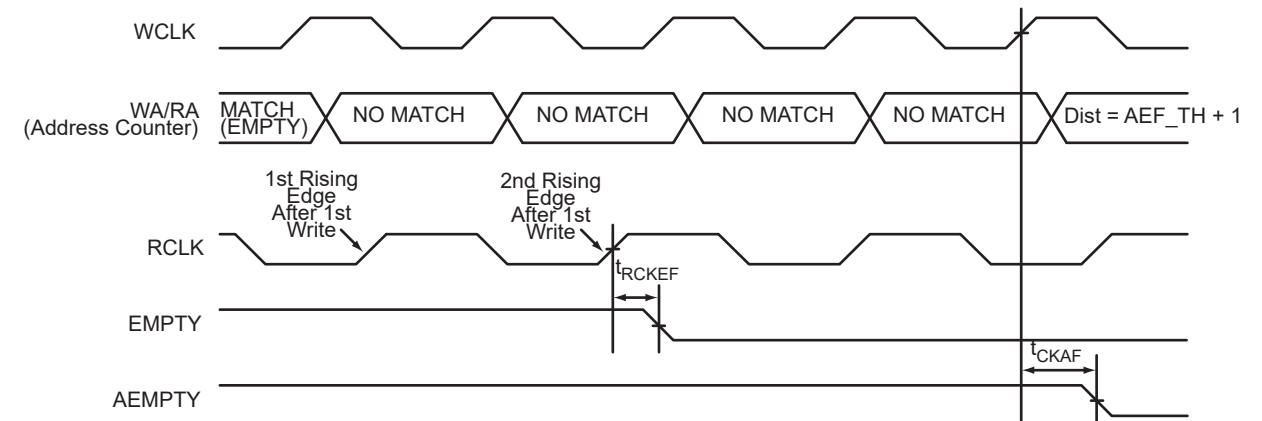 WCLK
WA/RA
(Address Counter)
MATCH
(EMPTY)
NO MATCH
NO MATCH
NO MATCH
NO MATCH
Dist = AEF_TH + 1
1st Rising
Edge
After 1st
Write
2nd Rising
Edge
After 1st
Write
RCLK
tRCKEF
EMPTY
tCKAF
AEMPTY